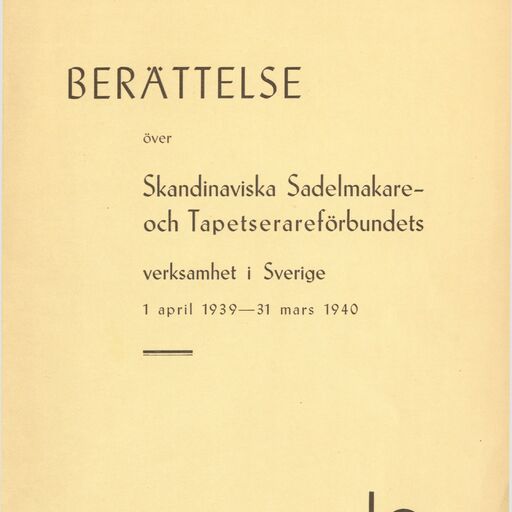 BERÄTTELSE
över
Skandinaviska Sadelmakare-
och Tapetserareförbundets
verksamhet i Sverige
1 april 1939—31 mars 1940